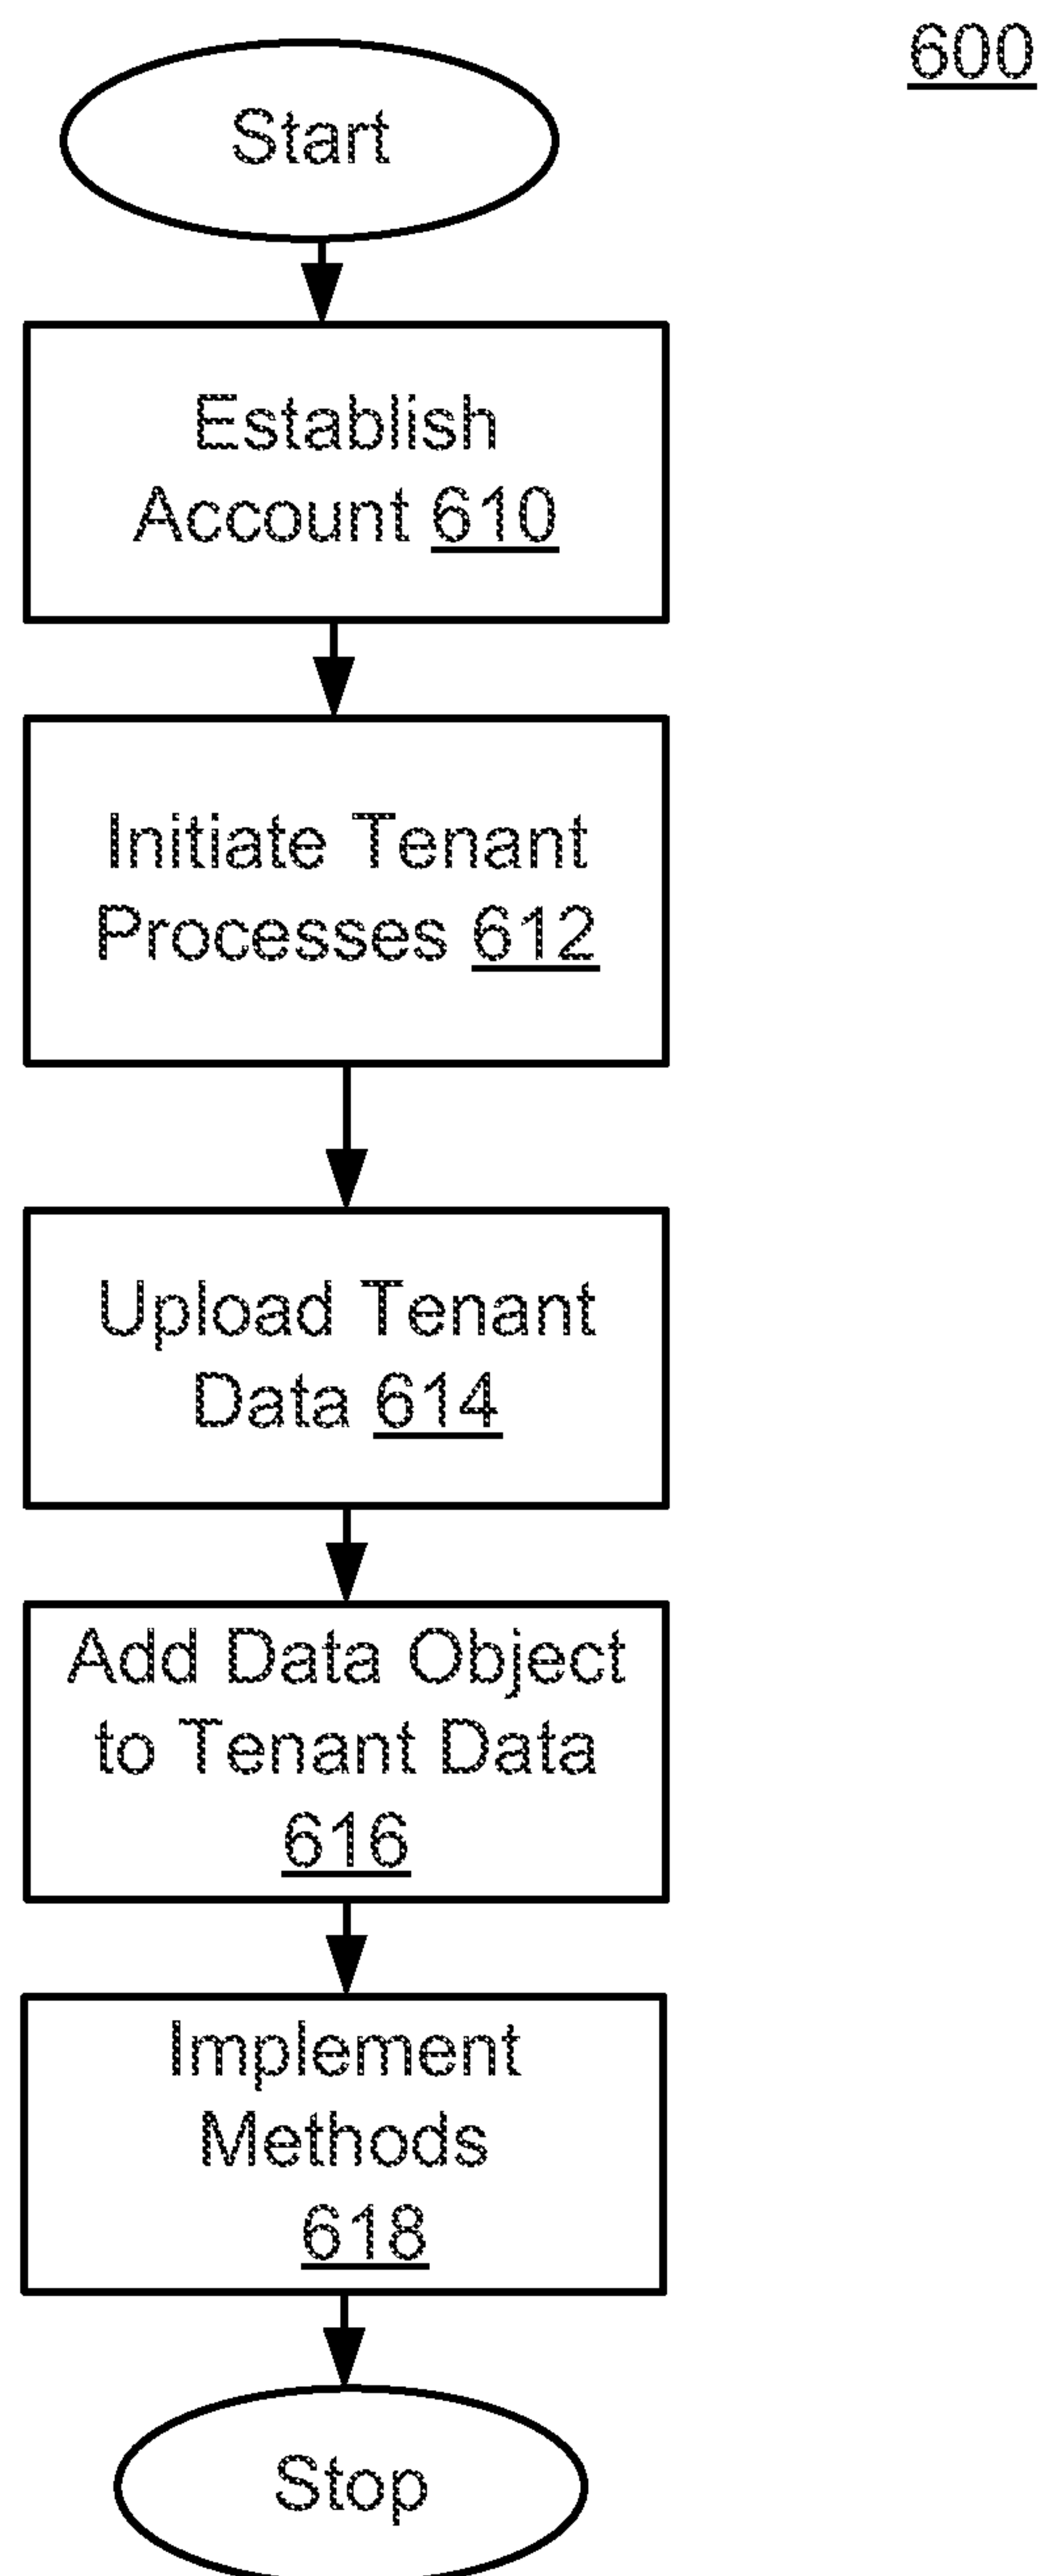 600
Start
Establish
Account 610
Initiate Tenant
Processes 612
Upload Tenant
Data 614
Add Data Object
to Tenant Data
616
Implement
Methods
618
Stop